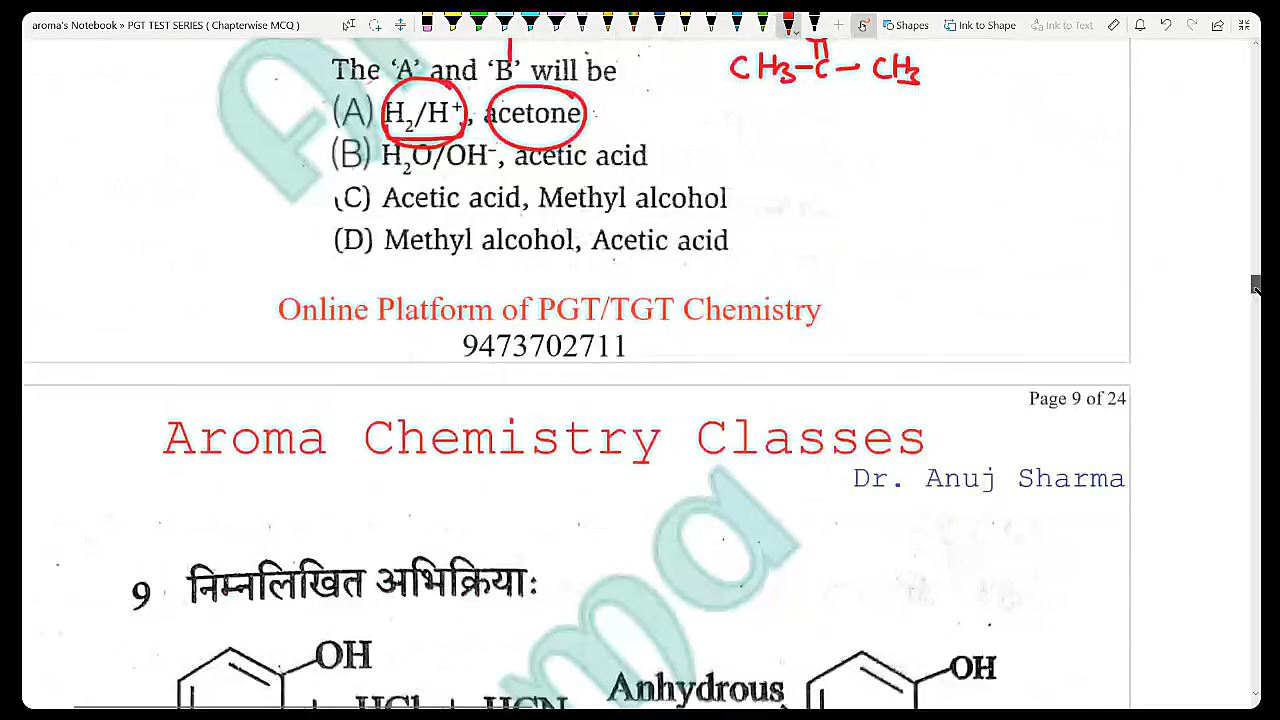 aroma's Notebook » PGT TEST SERIES ( Chapterwise MCQ )
Shapes
Ink to Shape
Ink to Text
The ‘A’ and ‘B’ will be
CH3-C-CH3
(A) H₂/H⁺, acetone
(B) H₂O/OH⁻, acetic acid
(C) Acetic acid, Methyl alcohol
(D) Methyl alcohol, Acetic acid
Online Platform of PGT/TGT Chemistry
9473702711
Page 9 of 24
Aroma Chemistry Classes
Dr. Anuj Sharma
9 निम्नलिखित अभिक्रियाः
OH
+ HCl + HCN
Anhydrous
OH